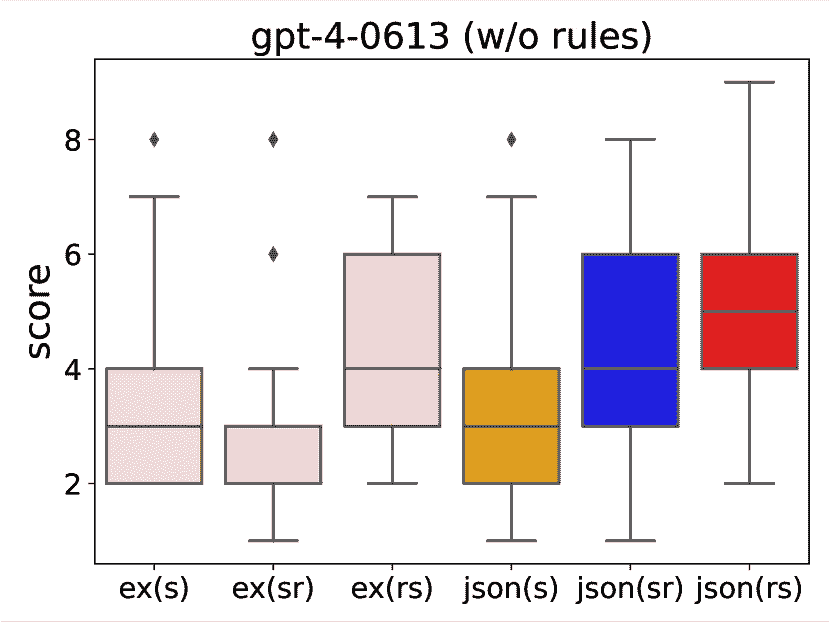 gpt-4-0613 (w/o rules)
score
8
6
4
2
ex(s) ex(sr) ex(rs) json(s) json(sr) json(rs)